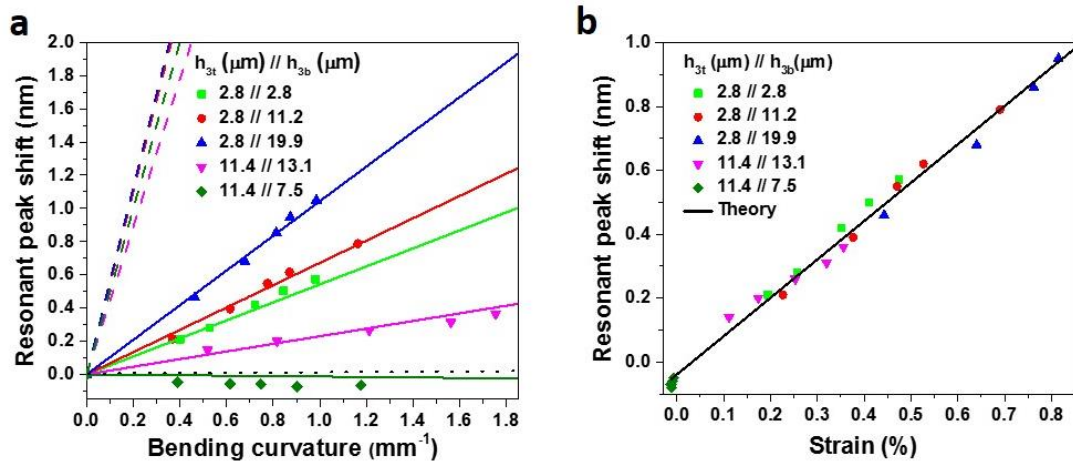 a
Resonant peak shift (nm)
2.0
1.8
1.6
1.4
1.2
1.0
0.8
0.6
0.4
0.2
0.0
h3t (μm) // h3b (μm)
2.8 // 2.8
2.8 // 11.2
2.8 // 19.9
11.4 // 13.1
11.4 // 7.5
0.0 0.2 0.4 0.6 0.8 1.0 1.2 1.4 1.6 1.8
Bending curvature (mm-1)
b
Resonant peak shift (nm)
1.0
0.8
0.6
0.4
0.2
0.0
h3t (μm) // h3b(μm)
2.8 // 2.8
2.8 // 11.2
2.8 // 19.9
11.4 // 13.1
11.4 // 7.5
Theory
0.0 0.1 0.2 0.3 0.4 0.5 0.6 0.7 0.8
Strain (%)